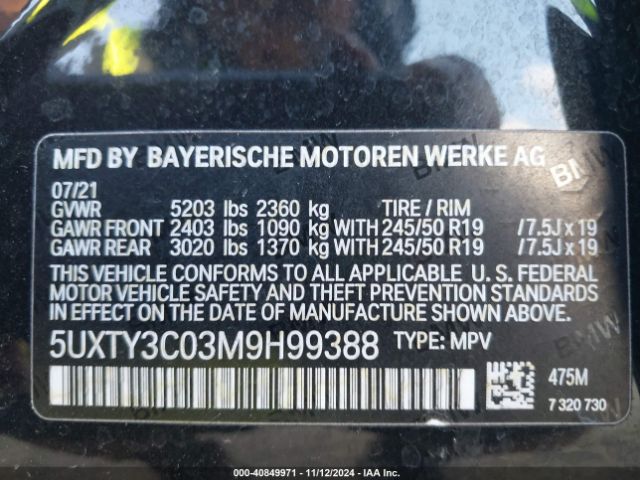 MFD BY BAYERISCHE MOTOREN WERKE AG
BMW
07/21
GVWR 5203 lbs 2360 kg TIRE / RIM
GAWR FRONT 2403 lbs 1090 kg WITH 245/50 R19 / 7.5J x 19
GAWR REAR 3020 lbs 1370 kg WITH 245/50 R19 / 7.5J x 19
THIS VEHICLE CONFORMS TO ALL APPLICABLE U. S. FEDERAL
MOTOR VEHICLE SAFETY AND THEFT PREVENTION STANDARDS
IN EFFECT ON THE DATE OF MANUFACTURE SHOWN ABOVE.
5UXTY3C03M9H99388 TYPE: MPV
475M
7 320 730
000-40849971 - 11/12/2024 - IAA Inc.